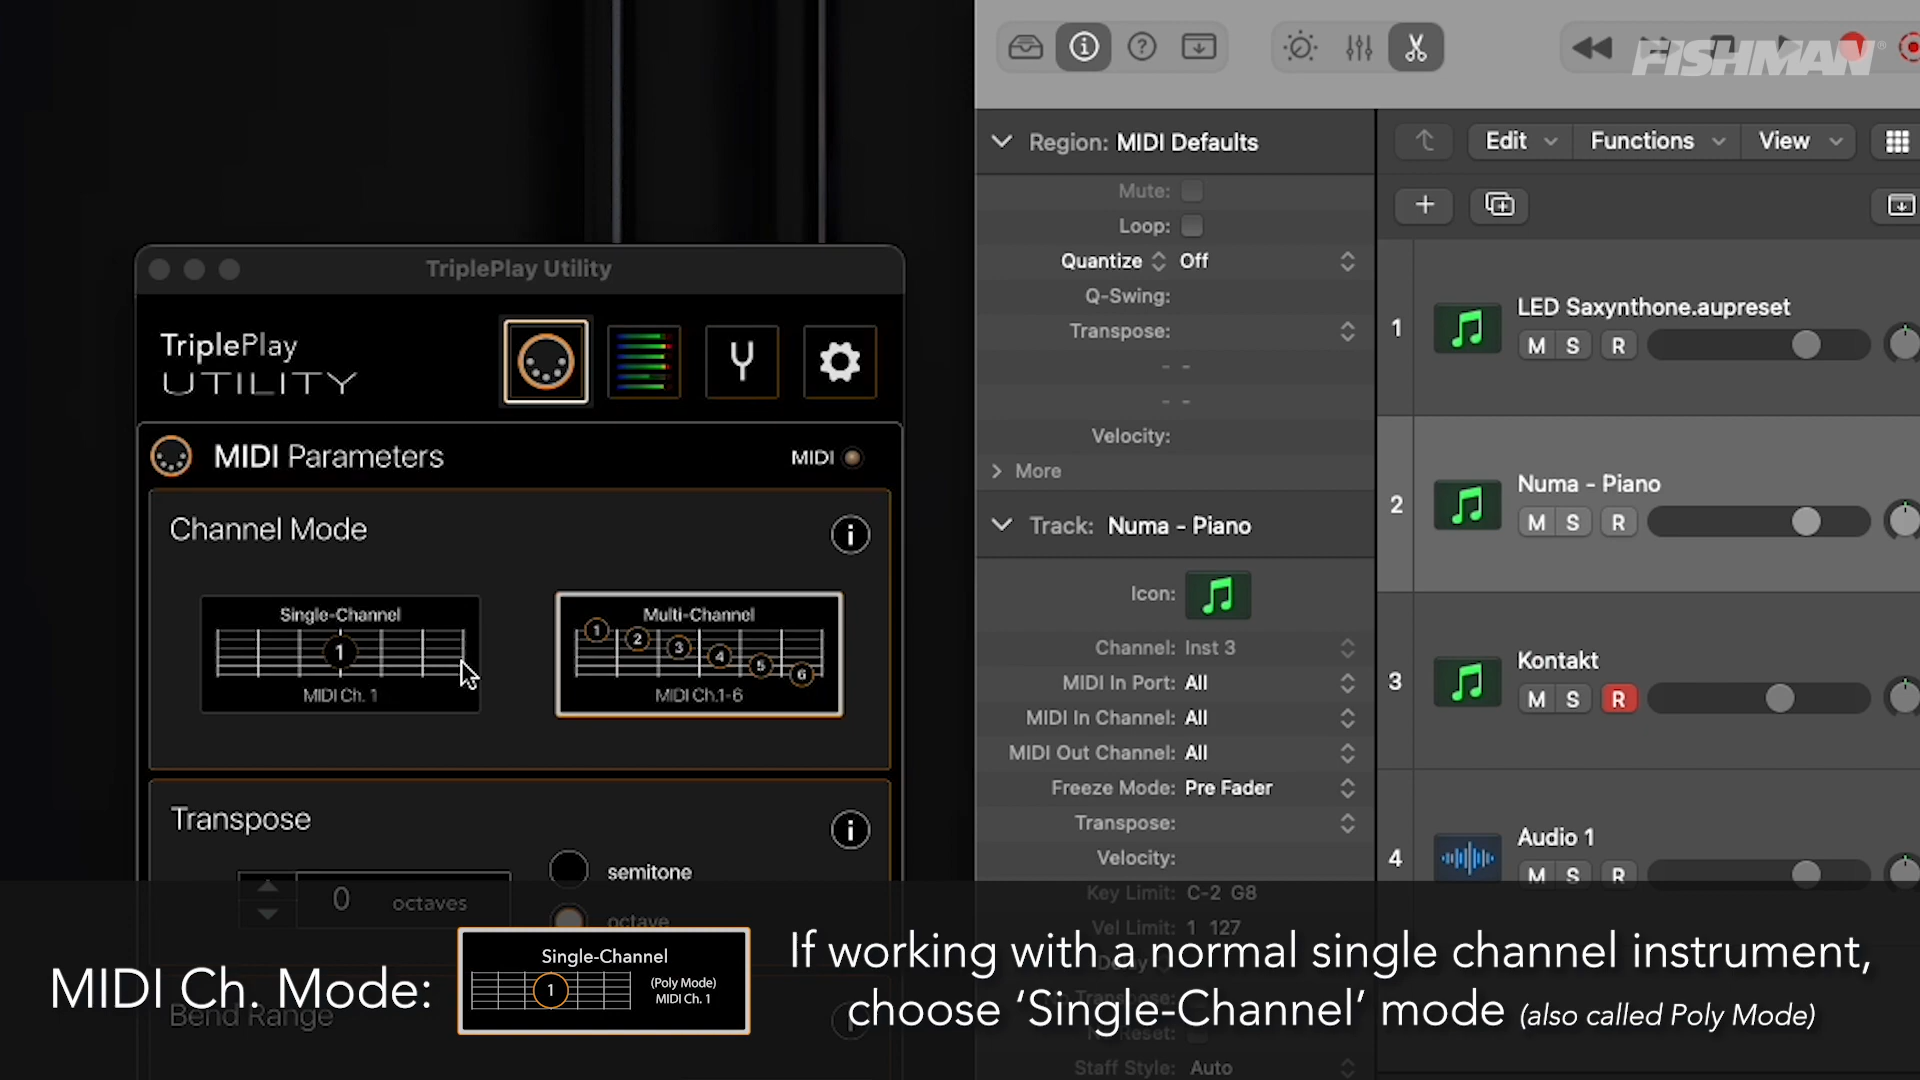 FISHMAN®
Region: MIDI Defaults
Mute:
Loop:
Quantize Off
Q-Swing:
Transpose:
- -
- -
Velocity:
More
Track: Numa - Piano
Icon:
Channel: Inst 3
MIDI In Port: All
MIDI In Channel: All
MIDI Out Channel: All
Freeze Mode: Pre Fader
Transpose:
Velocity:
Key Limit: C-2 G8
Vel Limit: 1 127
Staff Style: Auto
Edit Functions View
1 LED Saxynthone.aupreset
M S R
2 Numa - Piano
M S R
3 Kontakt
M S R
4 Audio 1
M S R
TriplePlay Utility
TriplePlay
UTILITY
MIDI Parameters MIDI
Channel Mode
Single-Channel
1
MIDI Ch. 1
Multi-Channel
1 2 3 4 5 6
MIDI Ch.1-6
Transpose
0 octaves
semitone
octave
Bend Range
MIDI Ch. Mode:
Single-Channel
1
(Poly Mode)
MIDI Ch. 1
If working with a normal single channel instrument,
choose ‘Single-Channel’ mode (also called Poly Mode)